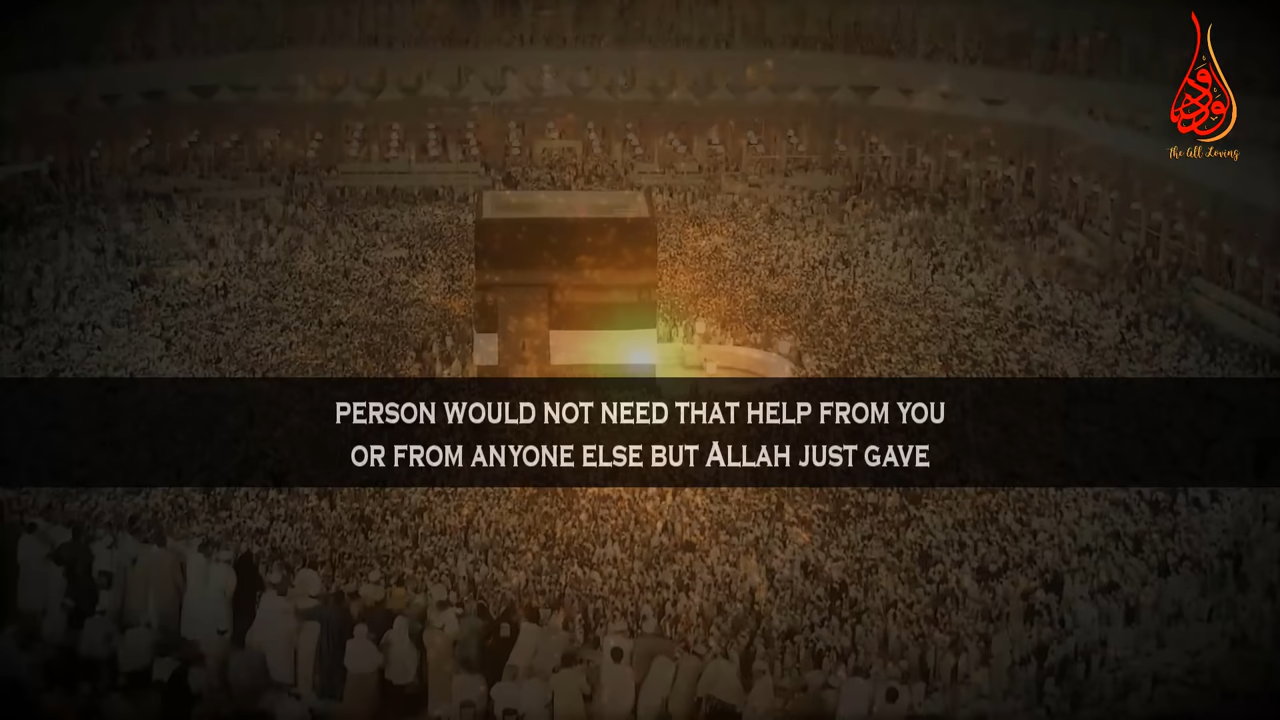 الودود
The All Loving
PERSON WOULD NOT NEED THAT HELP FROM YOU
OR FROM ANYONE ELSE BUT ALLAH JUST GAVE